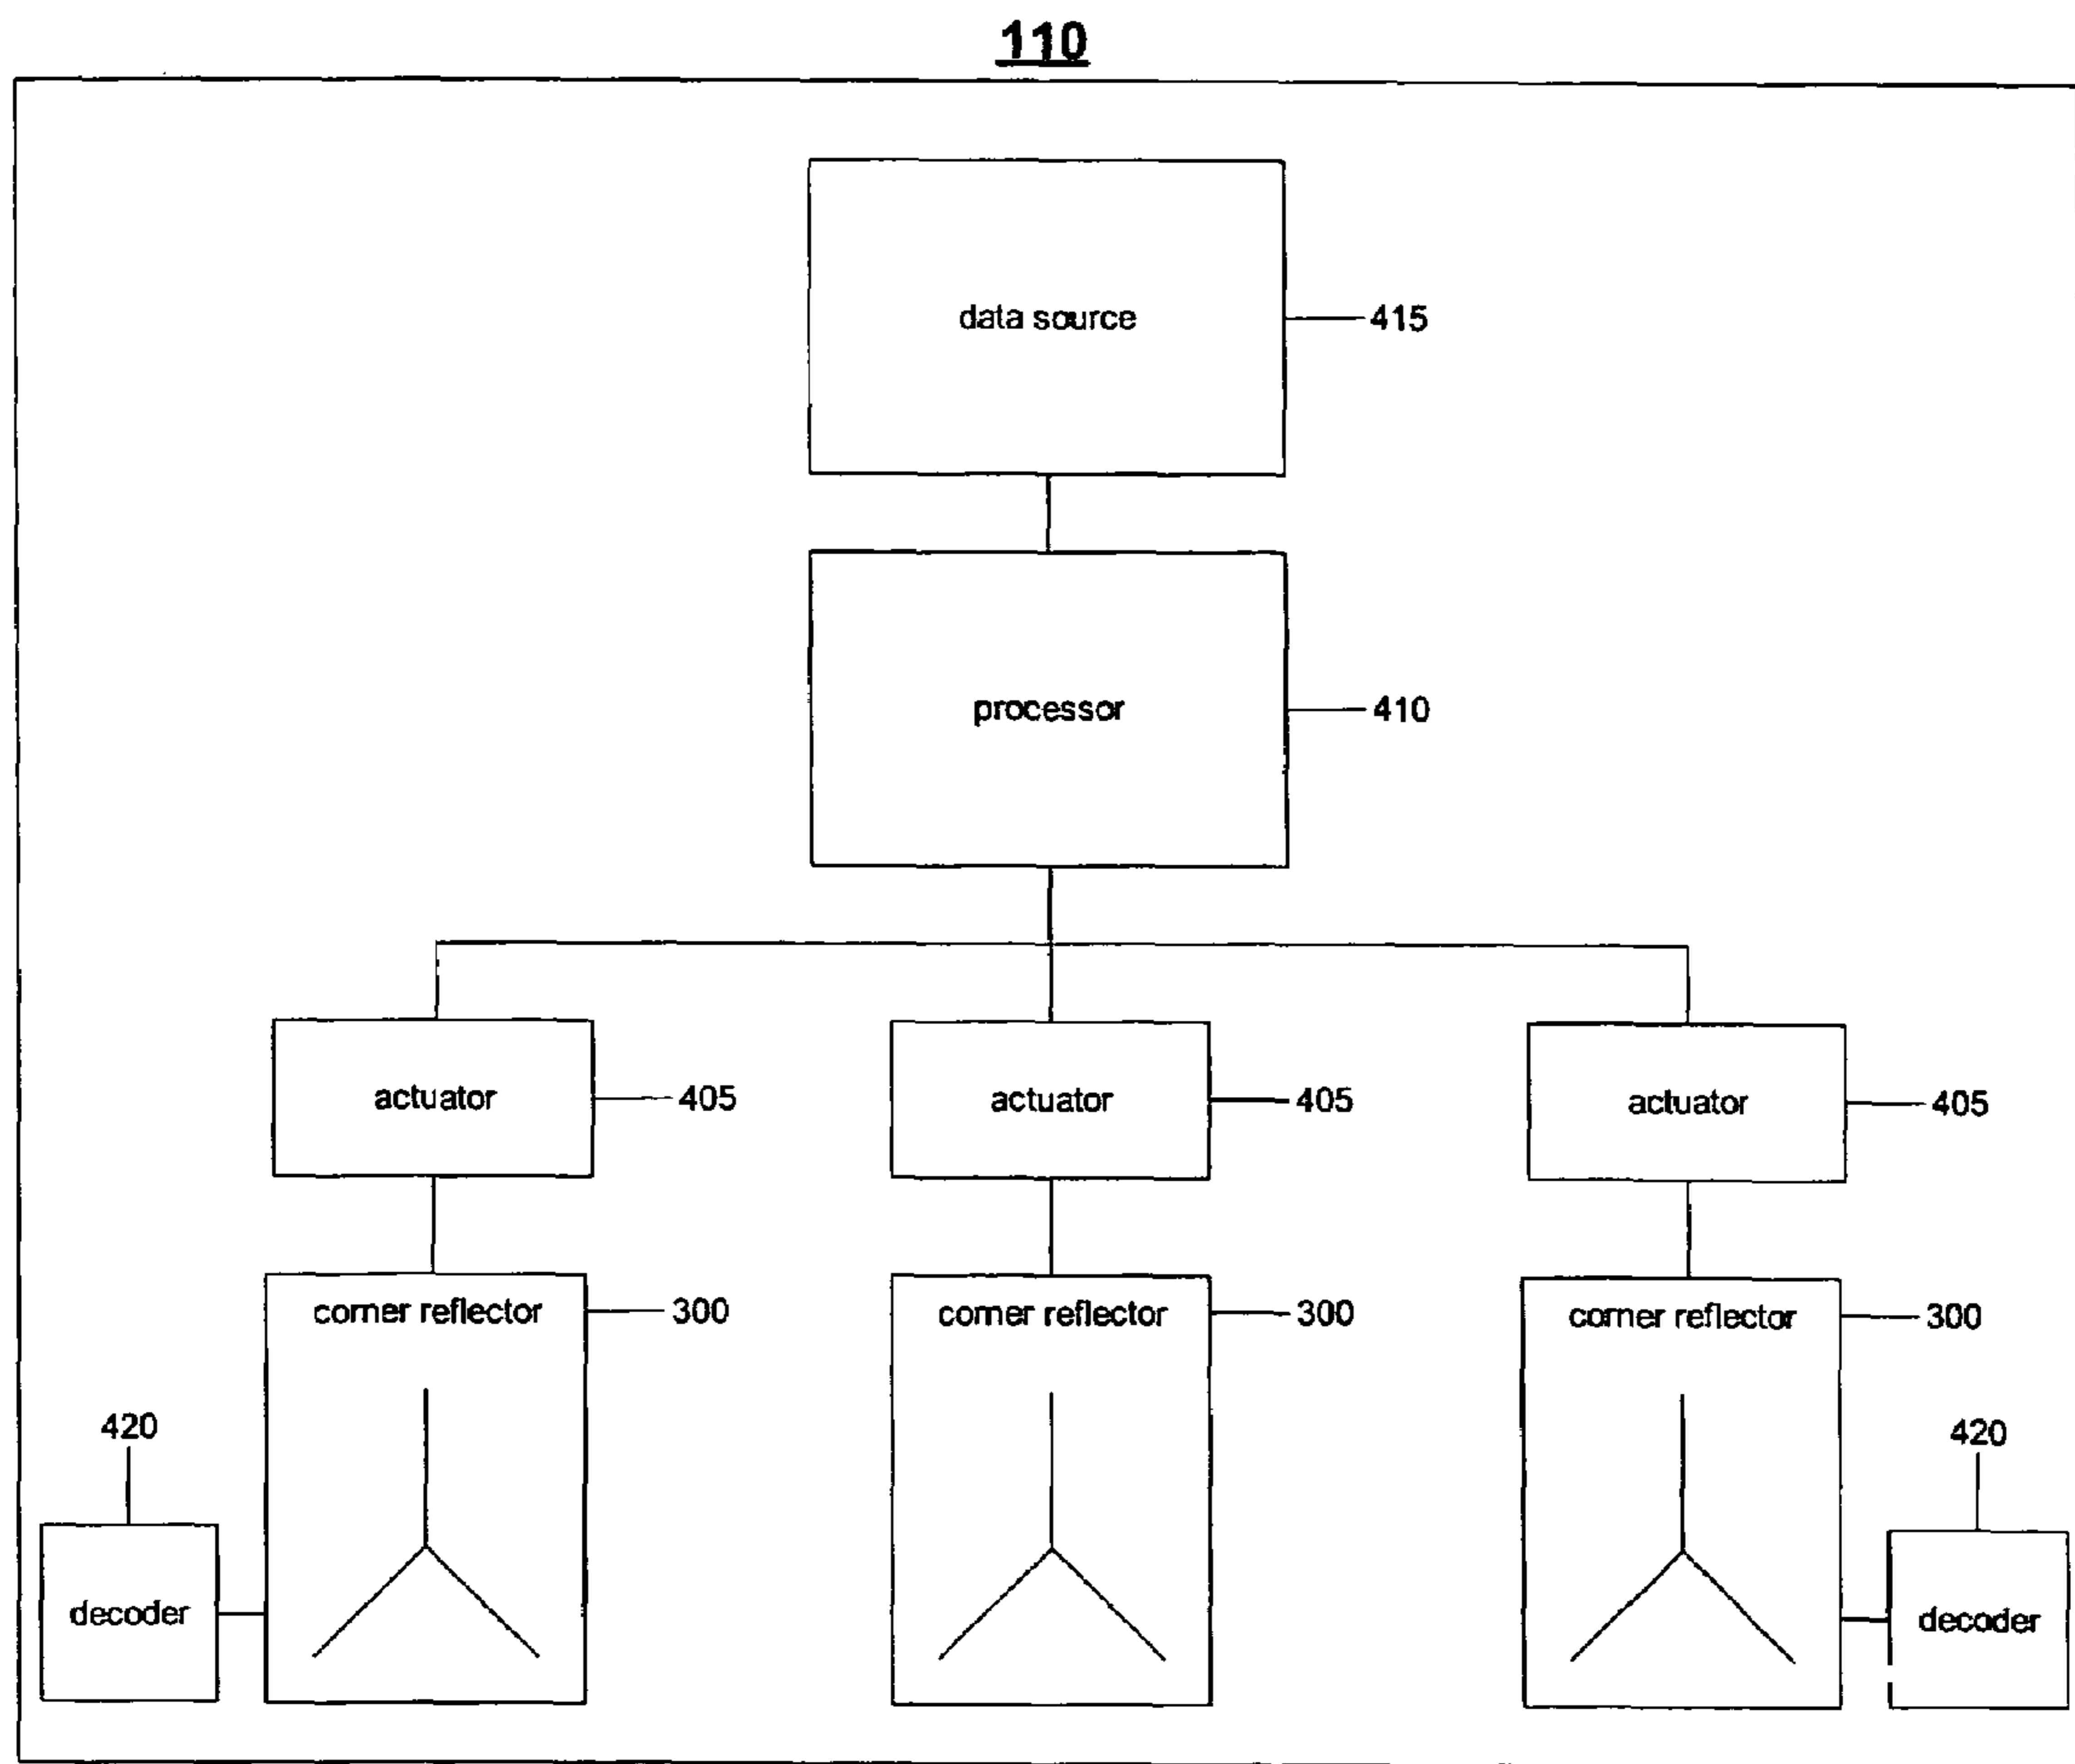 110
data source
415
processor
410
actuator
405
actuator
405
actuator
405
corner reflector
300
corner reflector
300
corner reflector
300
420
decoder
420
decoder